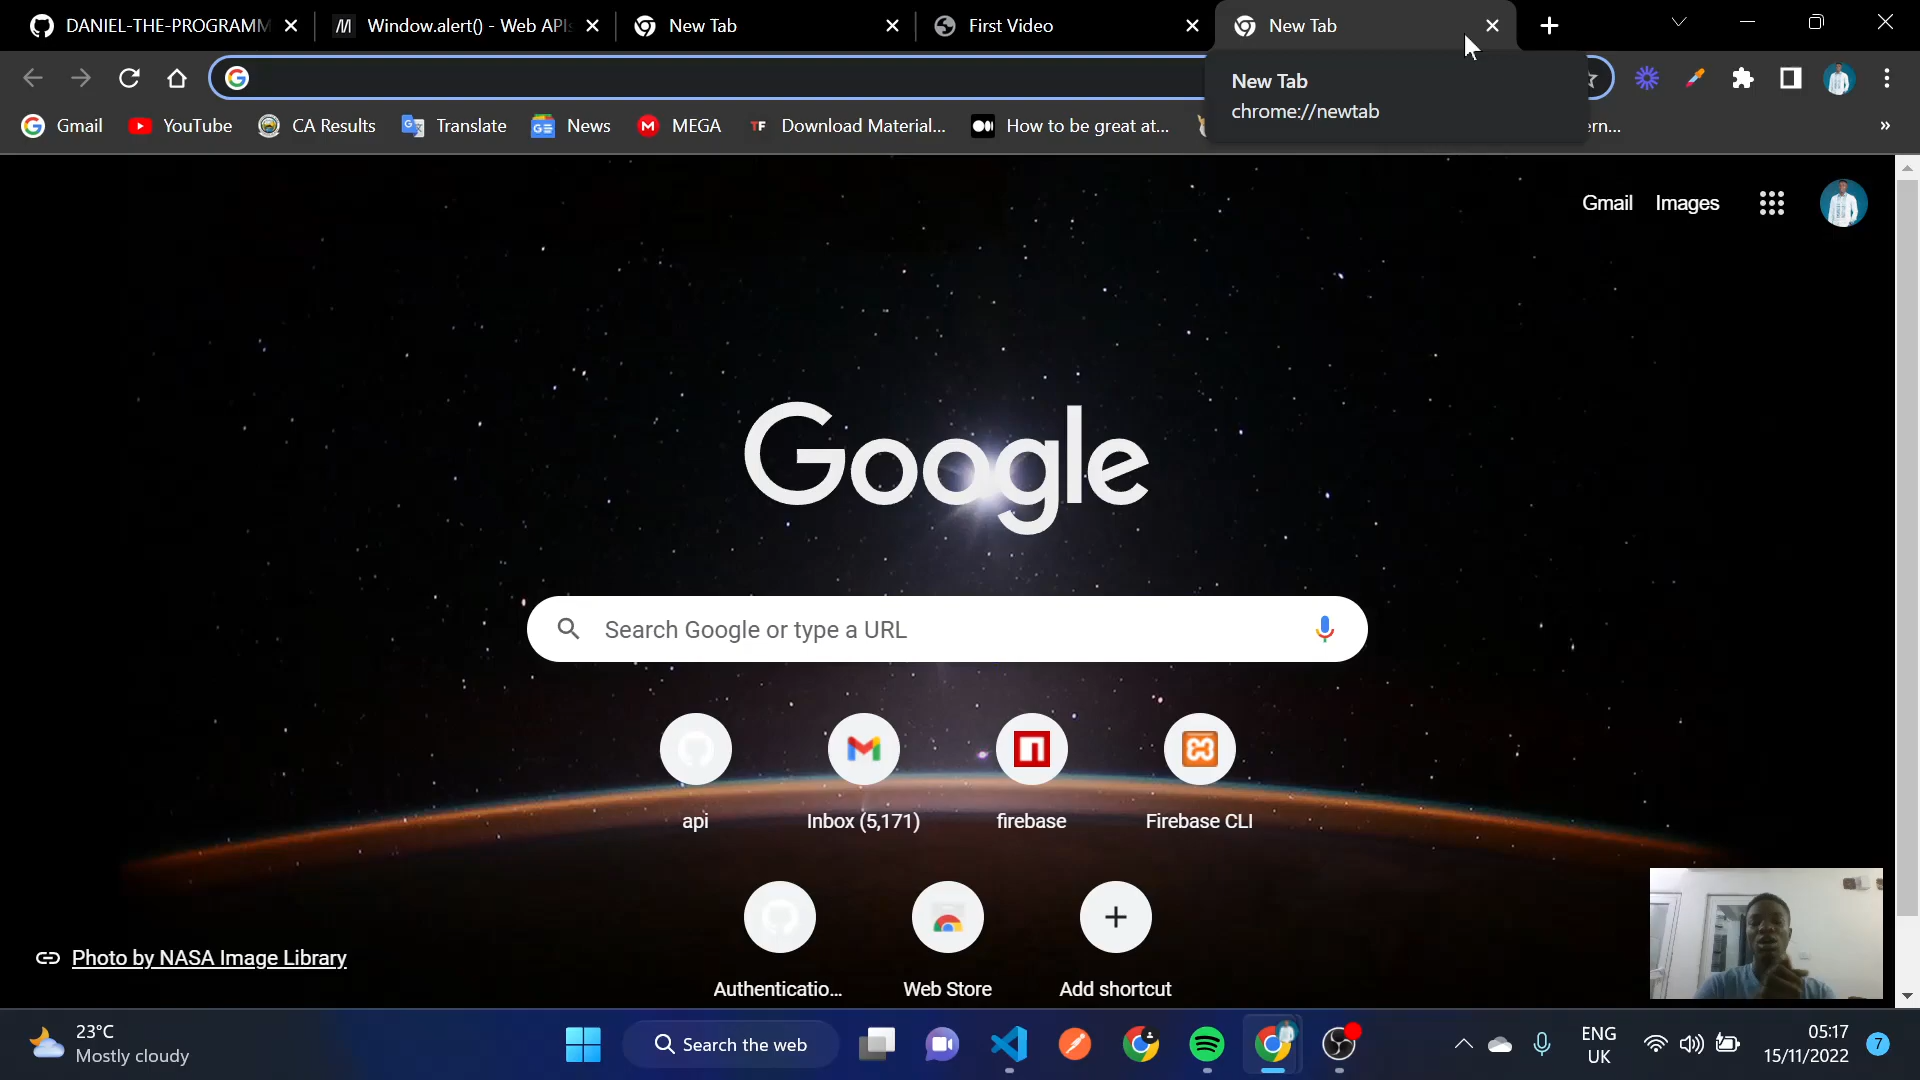 DANIEL-THE-PROGRAMM
Window.alert() - Web APIs
New Tab
First Video
New Tab
New Tab
chrome://newtab
Gmail
YouTube
CA Results
Translate
News
MEGA
Download Material...
How to be great at...
ern...
Gmail
Images
Google
Search Google or type a URL
api
Inbox (5,171)
firebase
Firebase CLI
Authenticatio...
Web Store
Add shortcut
Photo by NASA Image Library
23°C
Mostly cloudy
Search the web
ENG
UK
05:17
15/11/2022
7